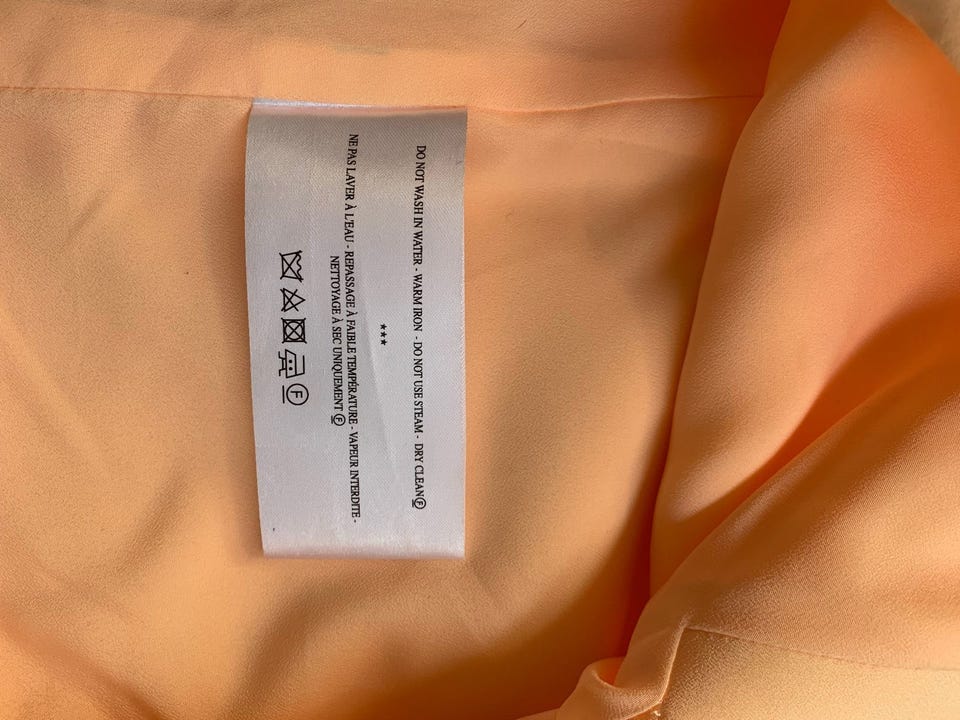 DO NOT WASH IN WATER - WARM IRON - DO NOT USE STEAM - DRY CLEAN Ⓕ
***
NE PAS LAVER À L'EAU - REPASSAGE À FAIBLE TEMPÉRATURE - VAPEUR INTERDITE -
NETTOYAGE À SEC UNIQUEMENT Ⓕ
Ⓕ